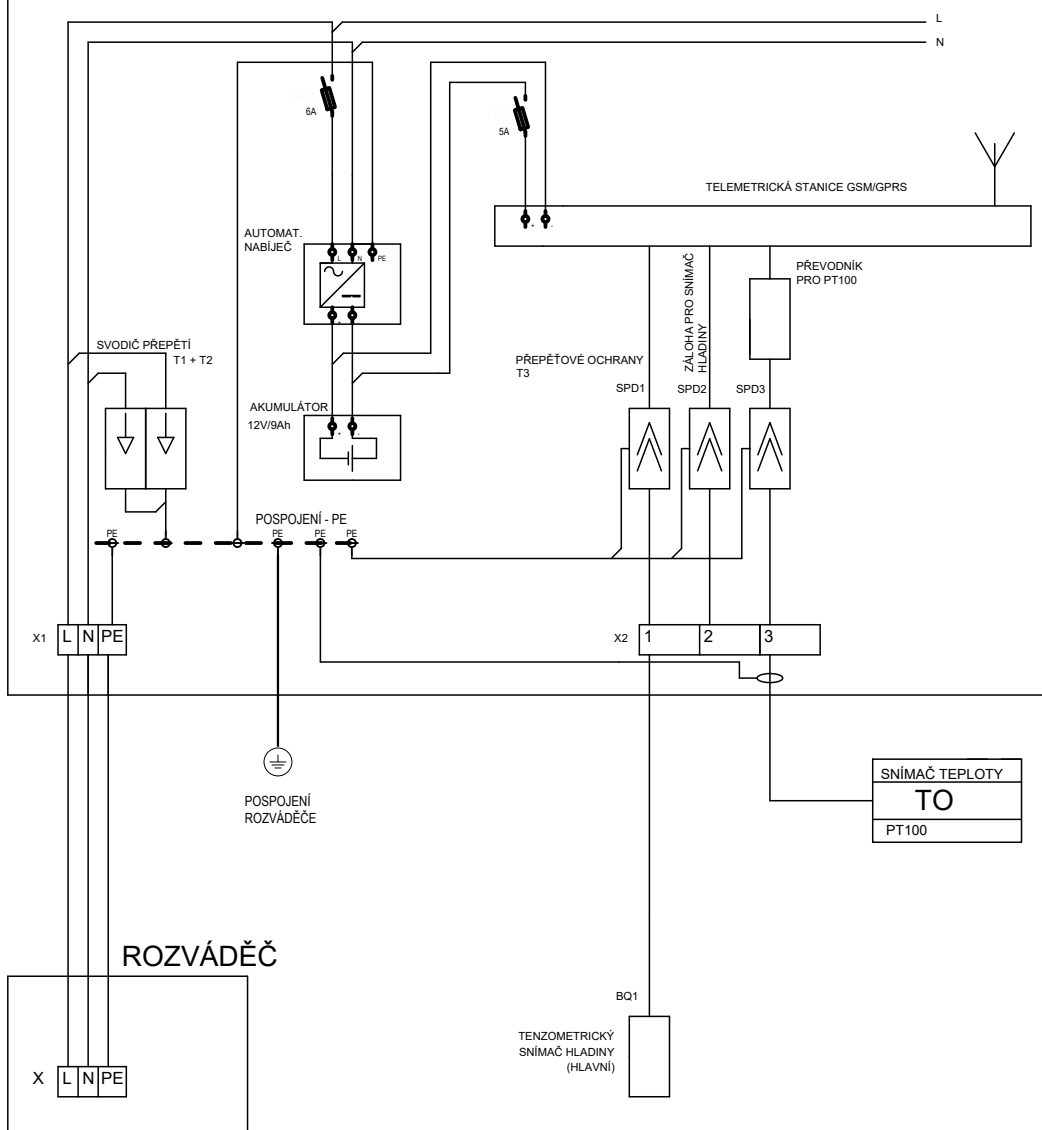 L
N
6A
5A
TELEMETRICKÁ STANICE GSM/GPRS
+ -
AUTOMAT.
NABÍJEČ
L N PE
+ -
PŘEVODNÍK
PRO PT100
ZÁLOHA PRO SNÍMAČ
HLADINY
SVODIČ PŘEPĚTÍ
T1 + T2
PŘEPĚŤOVÉ OCHRANY
T3
SPD1 SPD2 SPD3
AKUMULÁTOR
12V/9Ah
+ -
POSPOJENÍ - PE
PE PE PE PE
X1 L N PE
X2 1 2 3
POSPOJENÍ
ROZVÁDĚČE
SNÍMAČ TEPLOTY
TO
PT100
ROZVÁDĚČ
BQ1
TENZOMETRICKÝ
SNÍMAČ HLADINY
(HLAVNÍ)
X L N PE